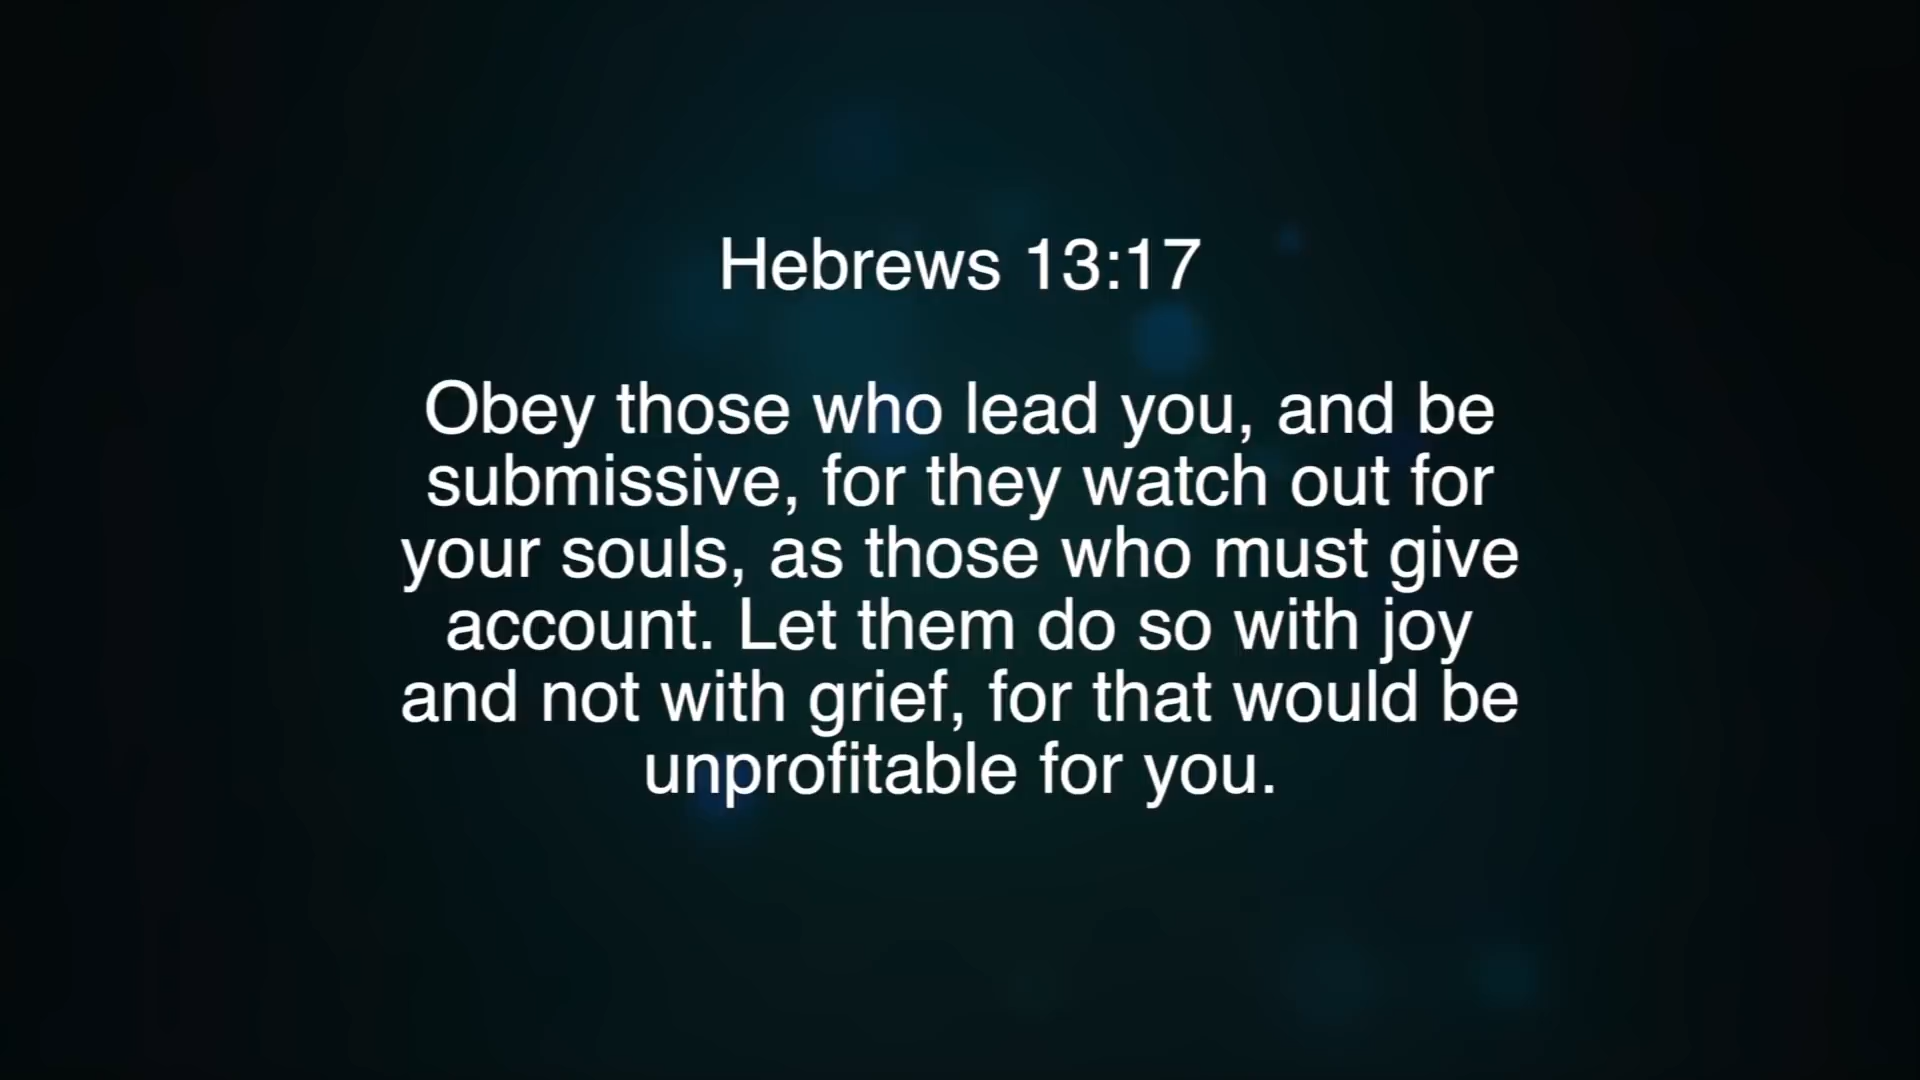 Hebrews 13:17
Obey those who lead you, and be
submissive, for they watch out for
your souls, as those who must give
account. Let them do so with joy
and not with grief, for that would be
unprofitable for you.